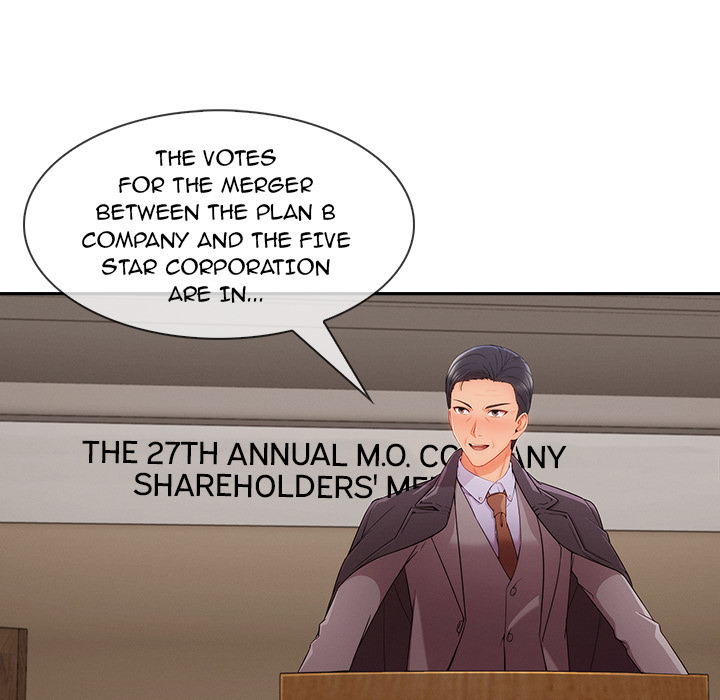 THE VOTES
FOR THE MERGER
BETWEEN THE PLAN B
COMPANY AND THE FIVE
STAR CORPORATION
ARE IN...
THE 27TH ANNUAL M.O.
SHAREHOLDERS'